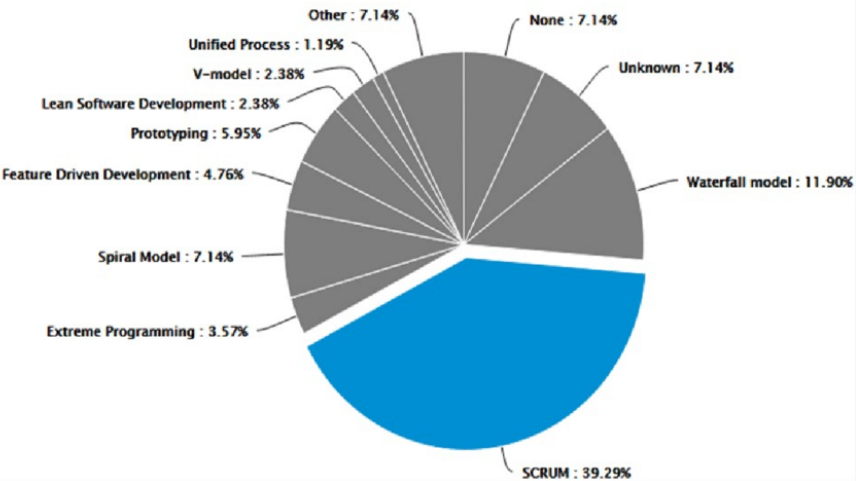 Other : 7.14%
None : 7.14%
Unified Process : 1.19%
Unknown : 7.14%
V-model : 2.38%
Lean Software Development : 2.38%
Prototyping : 5.95%
Feature Driven Development : 4.76%
Waterfall model : 11.90%
Spiral Model : 7.14%
Extreme Programming : 3.57%
SCRUM : 39.29%